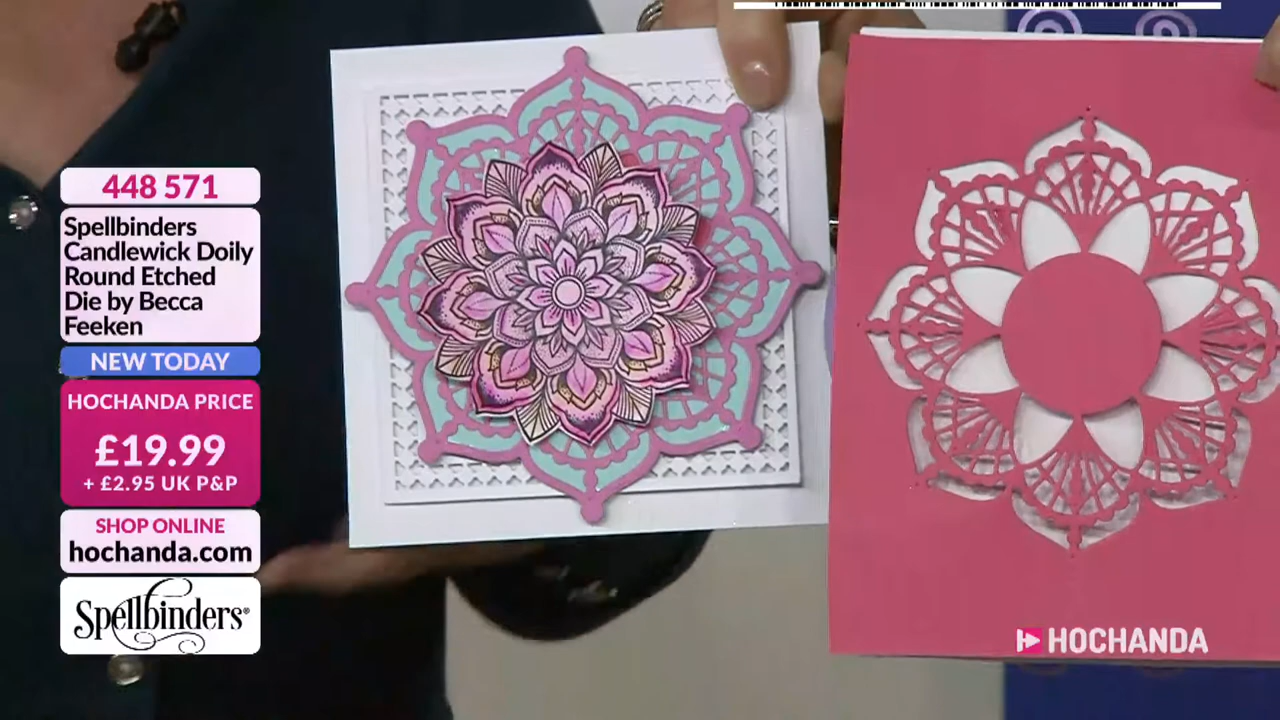 448 571
Spellbinders
Candlewick Doily
Round Etched
Die by Becca
Feeken
NEW TODAY
HOCHANDA PRICE
£19.99
+ £2.95 UK P&P
SHOP ONLINE
hochanda.com
Spellbinders®
HOCHANDA